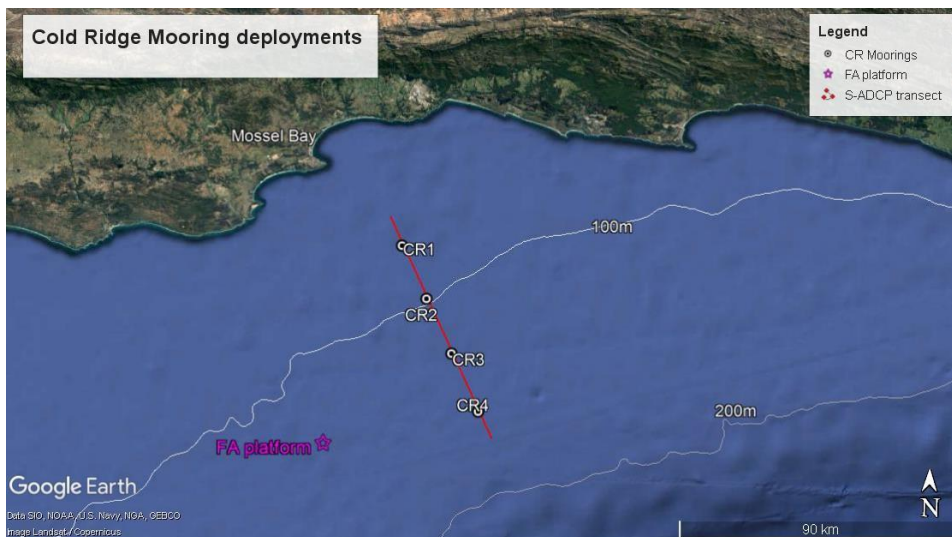 Cold Ridge Mooring deployments
Legend
CR Moorings
FA platform
S-ADCP transect
Mossel Bay
100m
CR1
CR2
CR3
CR4
200m
FA platform
Google Earth
Data SIO, NOAA, U.S. Navy, NGA, GEBCO
Image Landsat / Copernicus
N
90 km